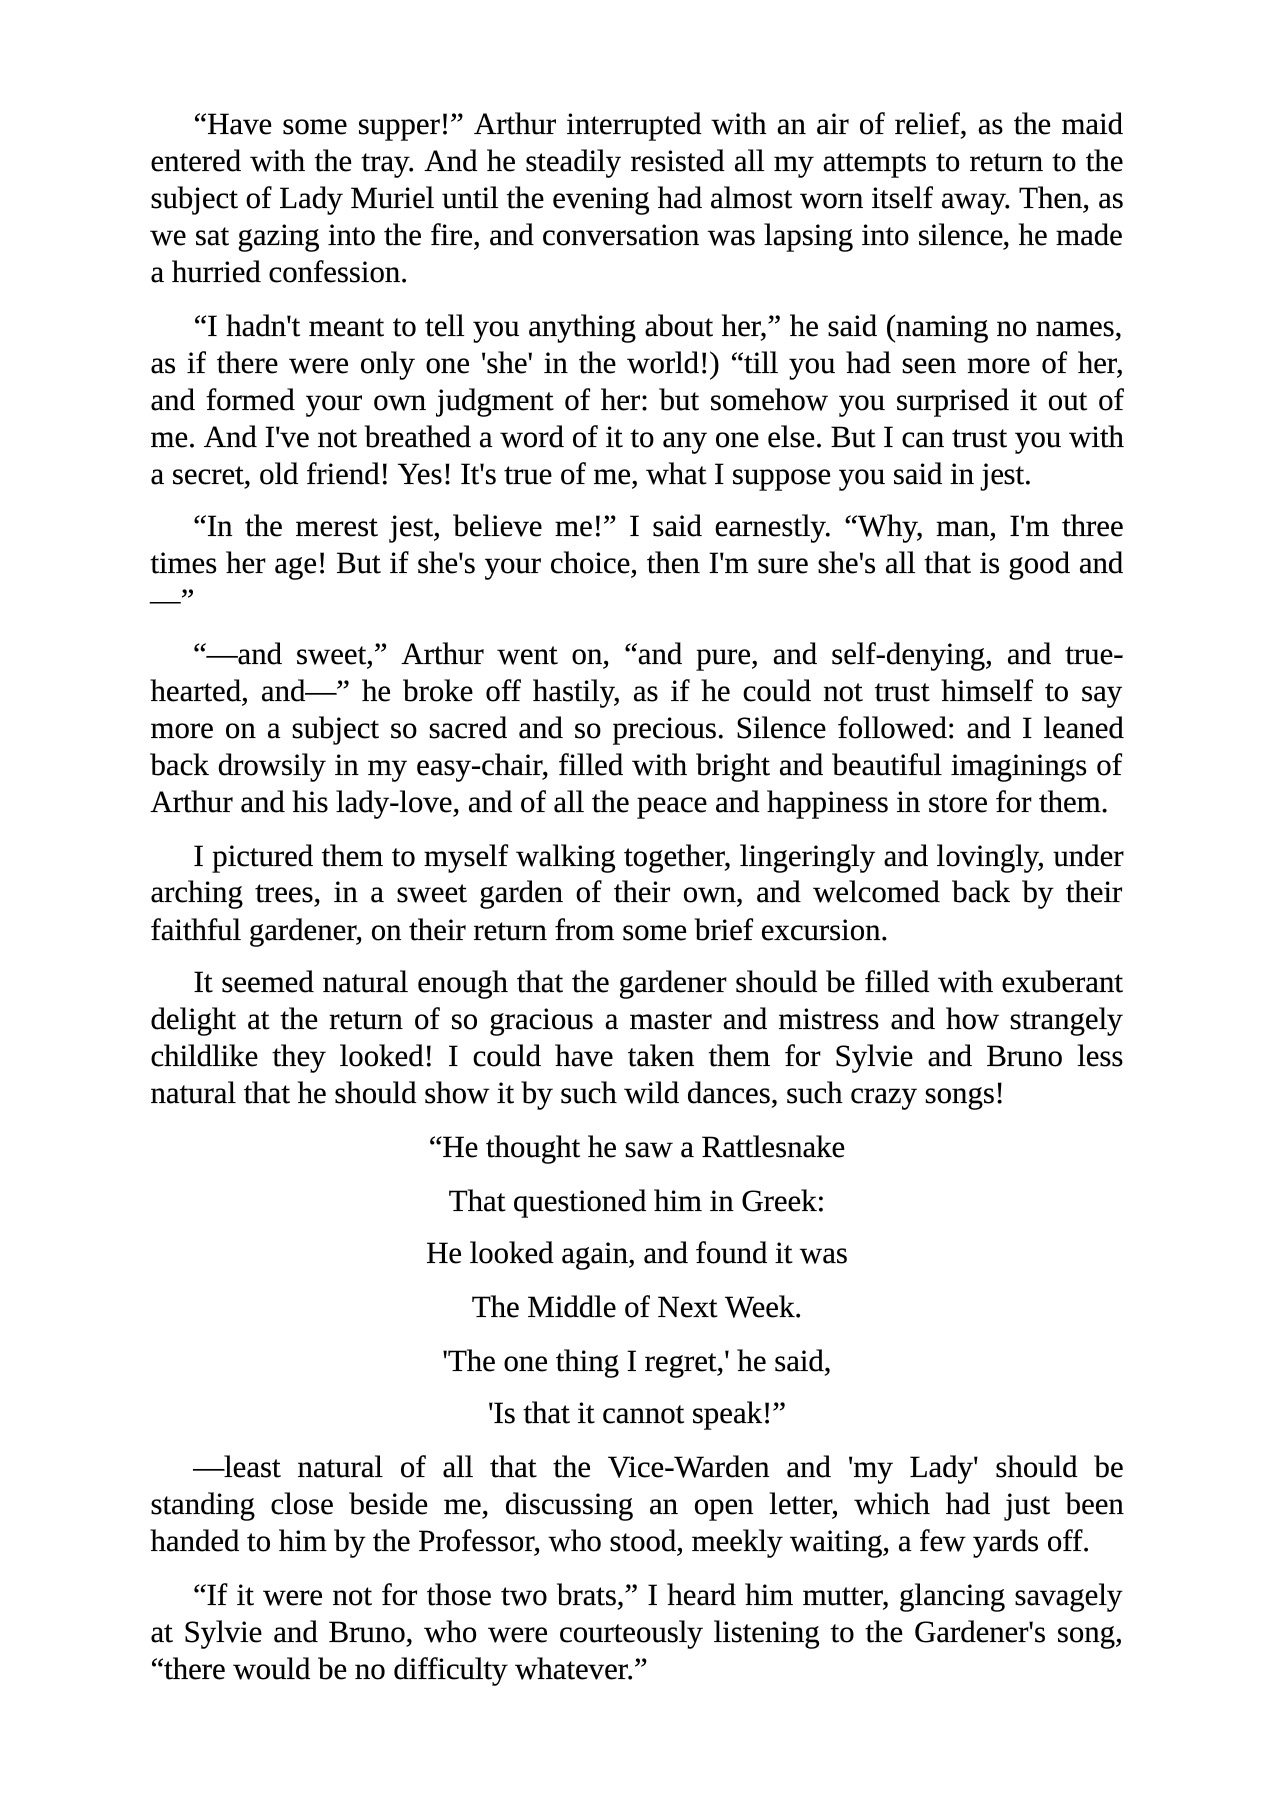 “Have some supper!” Arthur interrupted with an air of relief, as the maid
entered with the tray. And he steadily resisted all my attempts to return to the
subject of Lady Muriel until the evening had almost worn itself away. Then, as
we sat gazing into the fire, and conversation was lapsing into silence, he made
a hurried confession.
“I hadn't meant to tell you anything about her,” he said (naming no names,
as if there were only one 'she' in the world!) “till you had seen more of her,
and formed your own judgment of her: but somehow you surprised it out of
me. And I've not breathed a word of it to any one else. But I can trust you with
a secret, old friend! Yes! It's true of me, what I suppose you said in jest.
“In the merest jest, believe me!” I said earnestly. “Why, man, I'm three
times her age! But if she's your choice, then I'm sure she's all that is good and
—”
“—and sweet,” Arthur went on, “and pure, and self-denying, and true-
hearted, and—” he broke off hastily, as if he could not trust himself to say
more on a subject so sacred and so precious. Silence followed: and I leaned
back drowsily in my easy-chair, filled with bright and beautiful imaginings of
Arthur and his lady-love, and of all the peace and happiness in store for them.
I pictured them to myself walking together, lingeringly and lovingly, under
arching trees, in a sweet garden of their own, and welcomed back by their
faithful gardener, on their return from some brief excursion.
It seemed natural enough that the gardener should be filled with exuberant
delight at the return of so gracious a master and mistress and how strangely
childlike they looked! I could have taken them for Sylvie and Bruno less
natural that he should show it by such wild dances, such crazy songs!
“He thought he saw a Rattlesnake
That questioned him in Greek:
He looked again, and found it was
The Middle of Next Week.
'The one thing I regret,' he said,
'Is that it cannot speak!”
—least natural of all that the Vice-Warden and 'my Lady' should be
standing close beside me, discussing an open letter, which had just been
handed to him by the Professor, who stood, meekly waiting, a few yards off.
“If it were not for those two brats,” I heard him mutter, glancing savagely
at Sylvie and Bruno, who were courteously listening to the Gardener's song,
“there would be no difficulty whatever.”